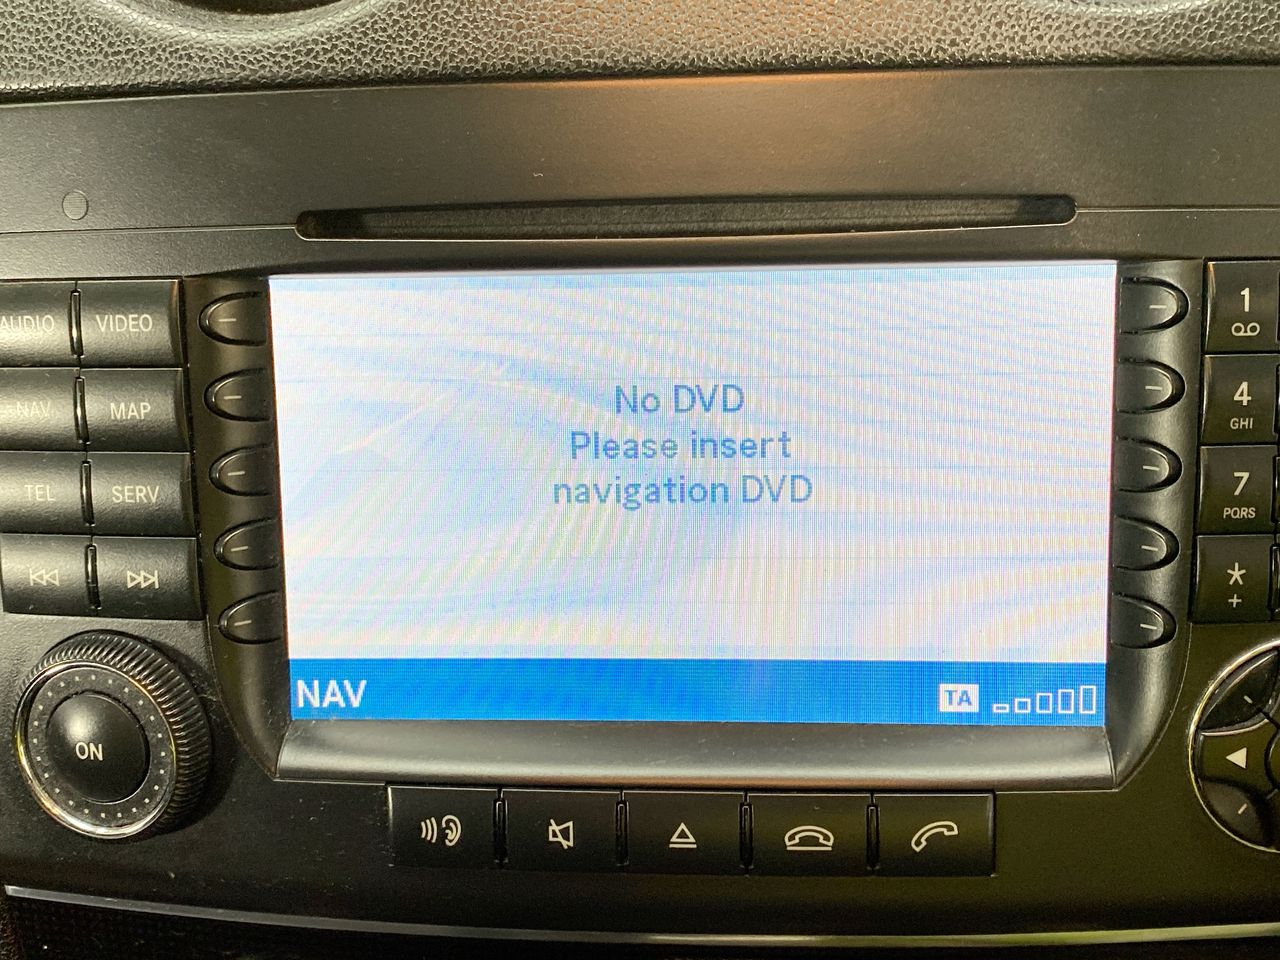 AUDIO VIDEO
NAV MAP
TEL SERV
ON
No DVD
Please insert
navigation DVD
NAV
TA
1
4
GHI
7
PQRS
*
+